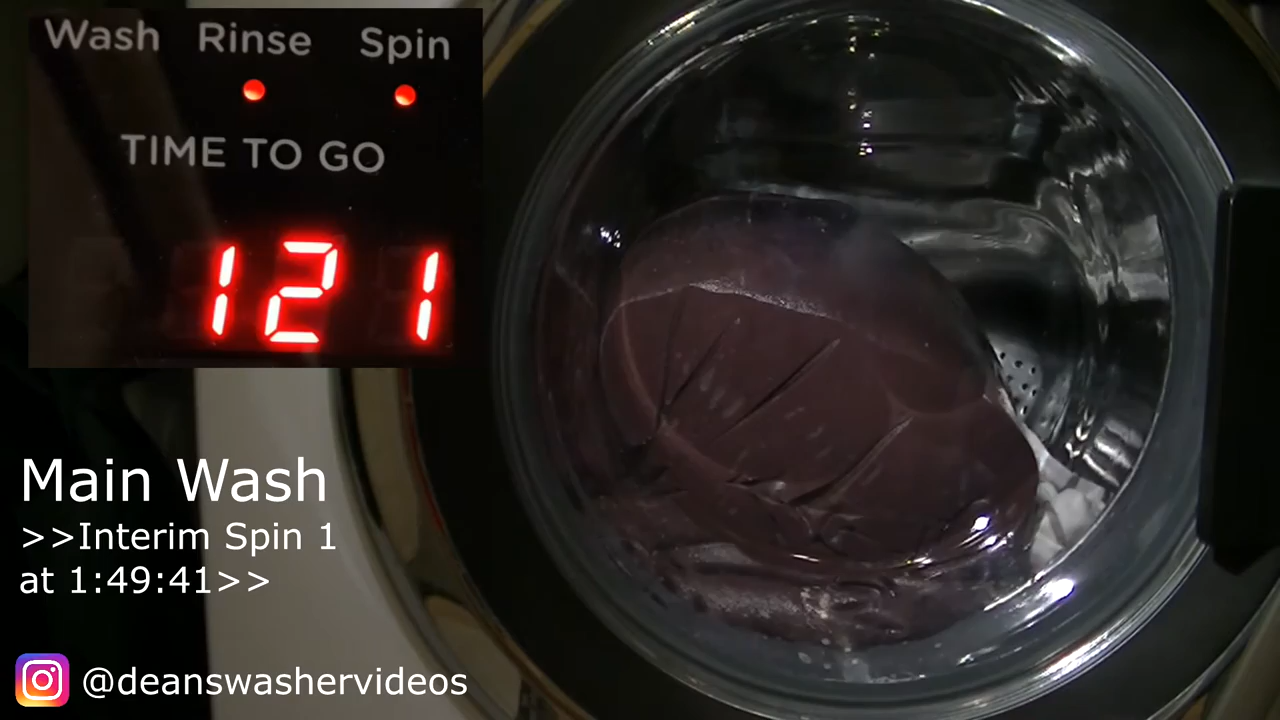 Wash Rinse Spin
TIME TO GO
121
Main Wash
>>Interim Spin 1
at 1:49:41>>
@deanswashervideos